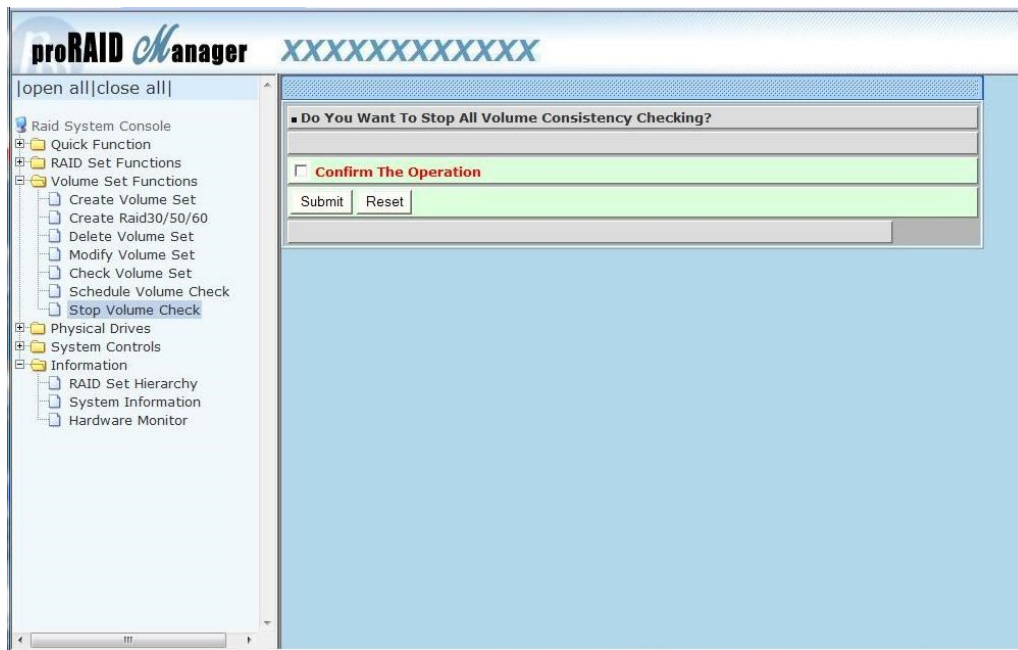 proRAID Manager
XXXXXXXXXXXX
|open all|close all|
Raid System Console
Quick Function
RAID Set Functions
Volume Set Functions
Create Volume Set
Create Raid30/50/60
Delete Volume Set
Modify Volume Set
Check Volume Set
Schedule Volume Check
Stop Volume Check
Physical Drives
System Controls
Information
RAID Set Hierarchy
System Information
Hardware Monitor
Do You Want To Stop All Volume Consistency Checking?
Confirm The Operation
Submit Reset